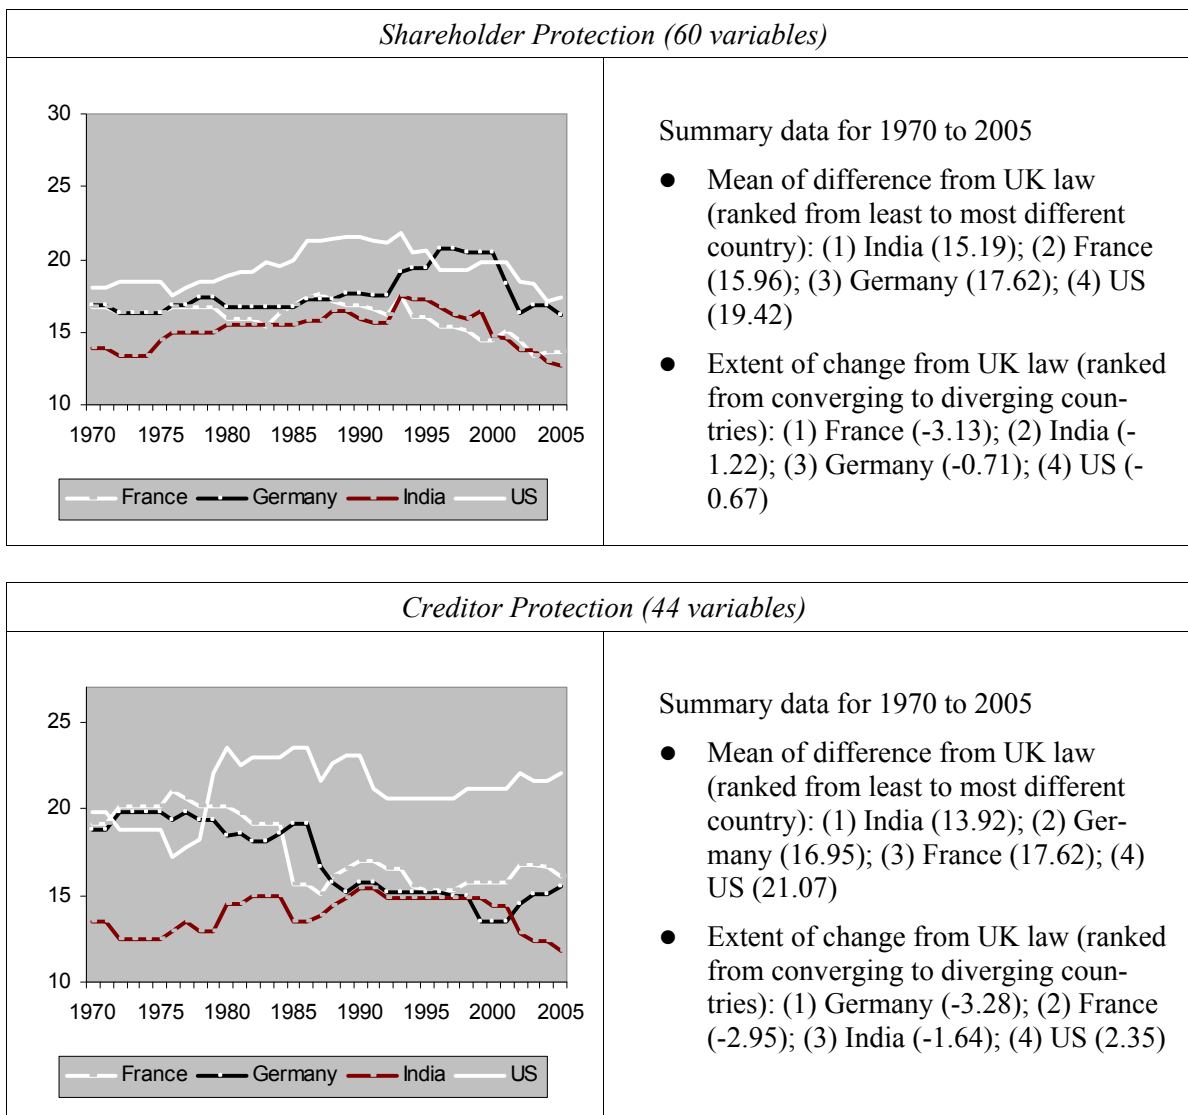 Shareholder Protection (60 variables)
30
25
20
15
10
1970 1975 1980 1985 1990 1995 2000 2005
France Germany India US
Summary data for 1970 to 2005
● Mean of difference from UK law
(ranked from least to most different
country): (1) India (15.19); (2) France
(15.96); (3) Germany (17.62); (4) US
(19.42)
● Extent of change from UK law (ranked
from converging to diverging coun-
tries): (1) France (-3.13); (2) India (-
1.22); (3) Germany (-0.71); (4) US (-
0.67)
Creditor Protection (44 variables)
25
20
15
10
1970 1975 1980 1985 1990 1995 2000 2005
France Germany India US
Summary data for 1970 to 2005
● Mean of difference from UK law
(ranked from least to most different
country): (1) India (13.92); (2) Ger-
many (16.95); (3) France (17.62); (4)
US (21.07)
● Extent of change from UK law (ranked
from converging to diverging coun-
tries): (1) Germany (-3.28); (2) France
(-2.95); (3) India (-1.64); (4) US (2.35)